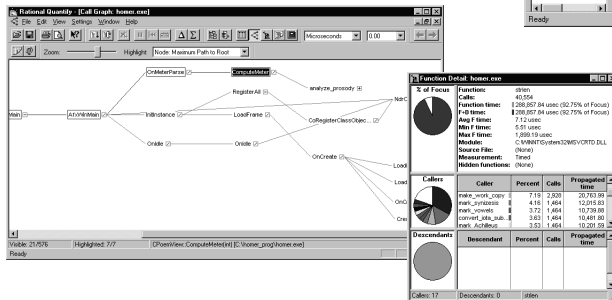 Ready
Rational Quantify - [Call Graph: homer.exe]
File Edit View Settings Window Help
Microseconds 0.00
Zoom: Highlight Node: Maximum Path to Root
OnMeterParse ComputeMeter
analyze_prosody
RegisterAll
NdrC
Main AfxWinMain InitInstance LoadFrame CoRegisterClassObjec...
OnIdle OnIdle
OnCreate
Load
Load
OnC
Cre
Visible: 21/576 Highlighted: 7/7 CPoemView::ComputeMeter(int) [C:\homer_prog\homer.exe]
Ready
Function Detail: homer.exe
% of Focus
Function: strlen
Calls: 40,554
Function time: 288,857.84 usec (92.75% of Focus)
F+D time: 288,857.84 usec (92.75% of Focus)
Avg F time: 7.12 usec
Min F time: 5.51 usec
Max F time: 1,899.19 usec
Module: C:\WINNT\System32\MSVCRTD.DLL
Source File: (None)
Measurement: Timed
Hidden functions: (None)
Callers
Caller Percent Calls Propagated time
make_work_copy 7.19 2,928 20,763.99
mark_synizesis 4.16 1,464 12,015.83
mark_vowels 3.72 1,464 10,739.88
convert_iota_sub... 3.63 1,464 10,481.80
mark_Achilleus 3.53 1,464 10,201.59
Descendants
Descendant Percent Calls Propagated time
Callers: 17 Descendants: 0 strlen